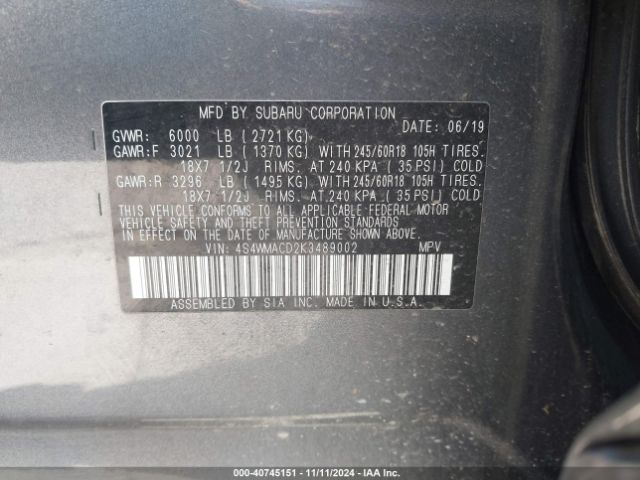 MFD BY SUBARU CORPORATION
DATE: 06/19
GVWR: 6000 LB ( 2721 KG)
GAWR:F 3021 LB ( 1370 KG) WITH 245/60R18 105H TIRES.
18X7 1/2J RIMS. AT 240 KPA ( 35 PSI) COLD
GAWR:R 3296 LB ( 1495 KG) WITH 245/60R18 105H TIRES.
18X7 1/2J RIMS. AT 240 KPA ( 35 PSI) COLD
THIS VEHICLE CONFORMS TO ALL APPLICABLE FEDERAL MOTOR
VEHICLE SAFETY AND THEFT PREVENTION STANDARDS
IN EFFECT ON THE DATE OF MANUFACTURE SHOWN ABOVE.
VIN: 4S4WMACD2K3489002 MPV
ASSEMBLED BY SIA INC. MADE IN U.S.A.
000-40745151 - 11/11/2024 - IAA Inc.